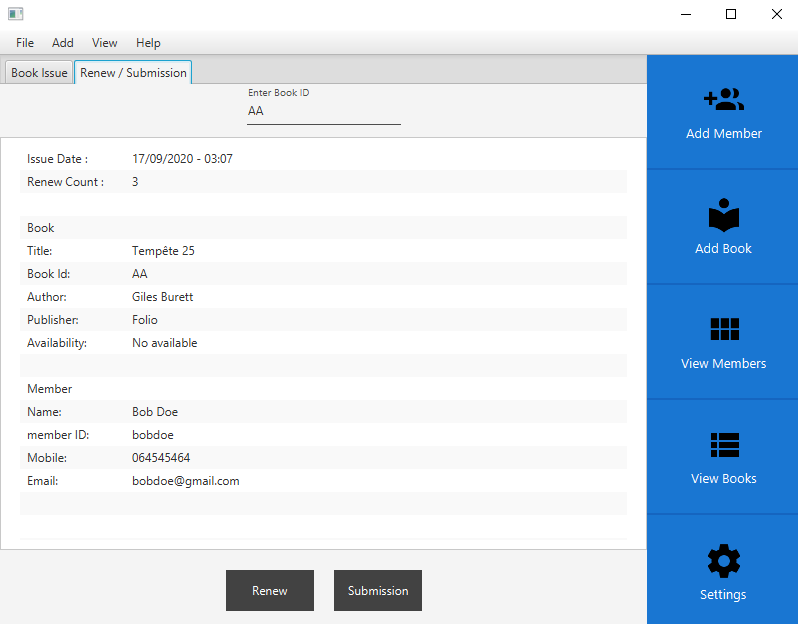 File Add View Help
Book Issue Renew / Submission
Enter Book ID
AA
Issue Date : 17/09/2020 - 03:07
Renew Count : 3
Book
Title: Tempête 25
Book Id: AA
Author: Giles Burett
Publisher: Folio
Availability: No available
Member
Name: Bob Doe
member ID: bobdoe
Mobile: 064545464
Email: bobdoe@gmail.com
Renew Submission
Add Member
Add Book
View Members
View Books
Settings